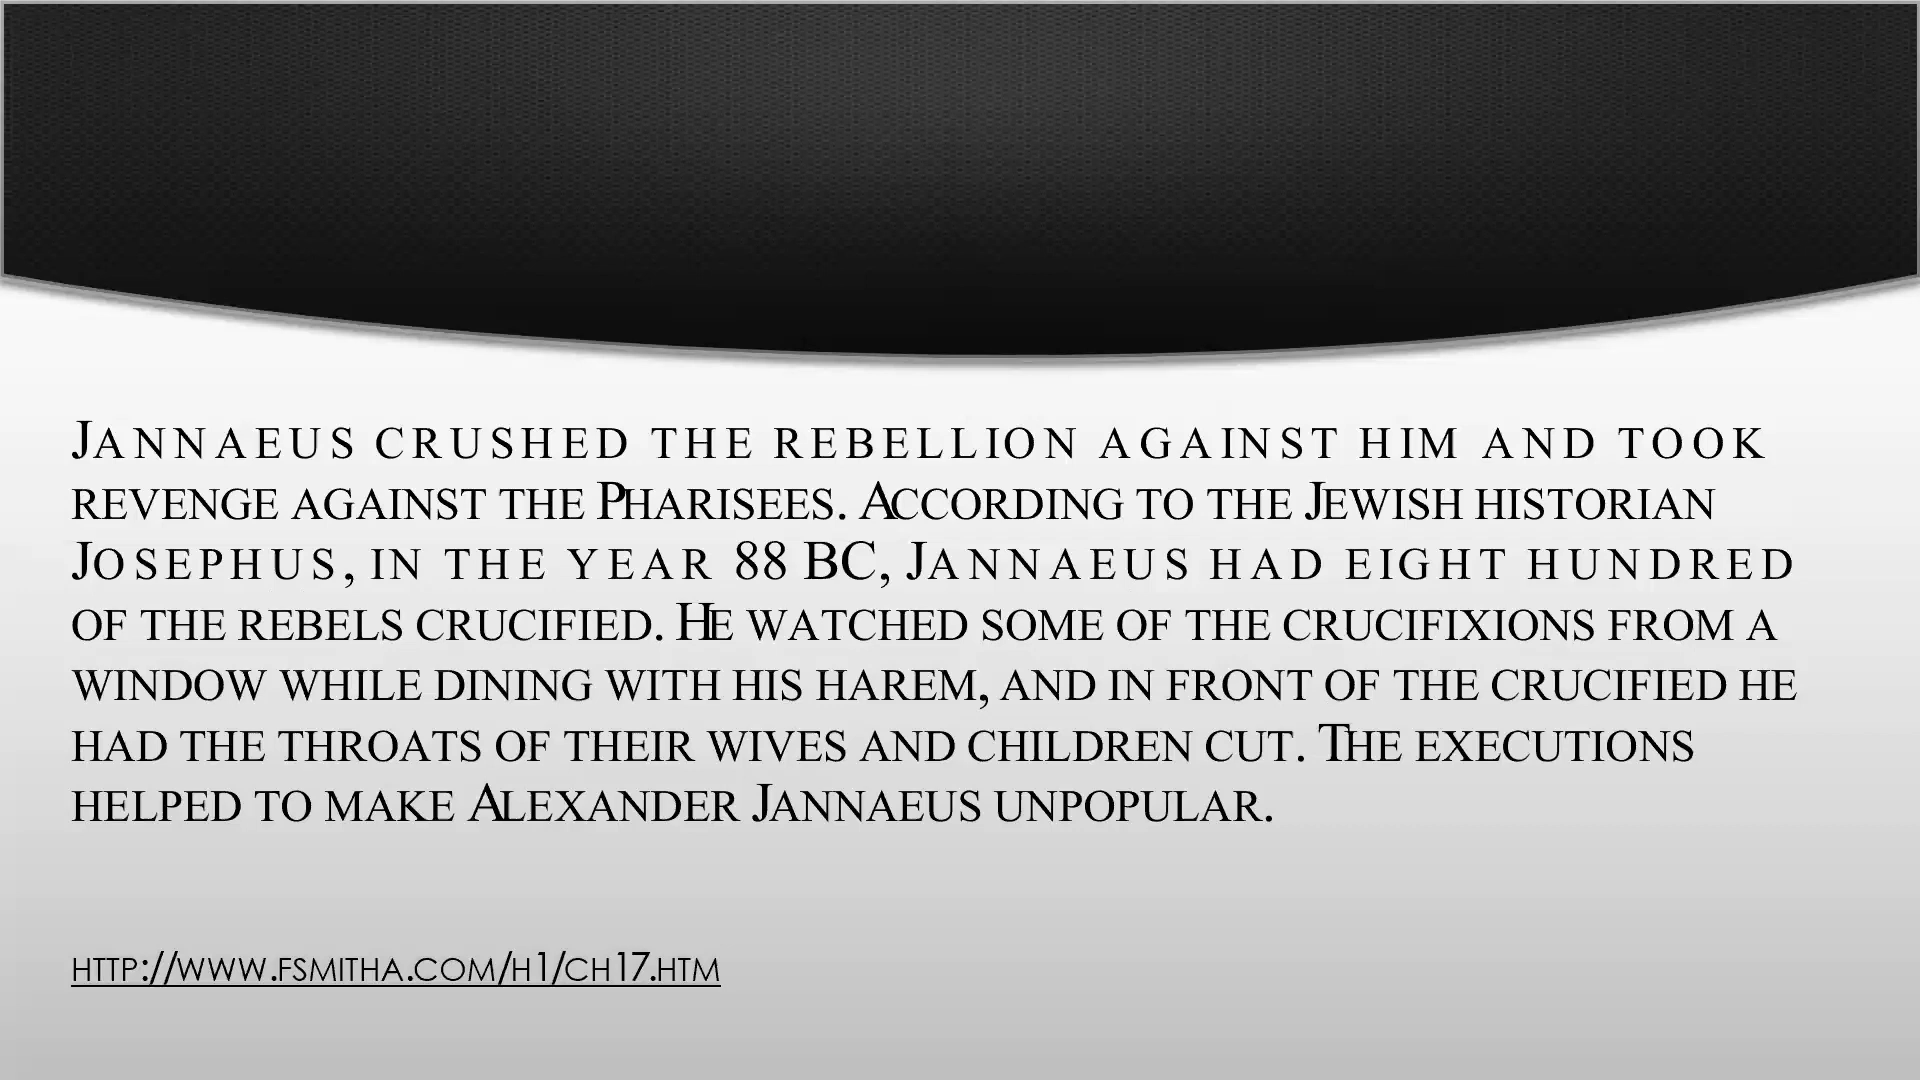 Jannaeus crushed the rebellion against him and took
revenge against the Pharisees. According to the Jewish historian
Josephus, in the year 88 BC, Jannaeus had eight hundred
of the rebels crucified. He watched some of the crucifixions from a
window while dining with his harem, and in front of the crucified he
had the throats of their wives and children cut. The executions
helped to make Alexander Jannaeus unpopular.
http://www.fsmitha.com/h1/ch17.htm